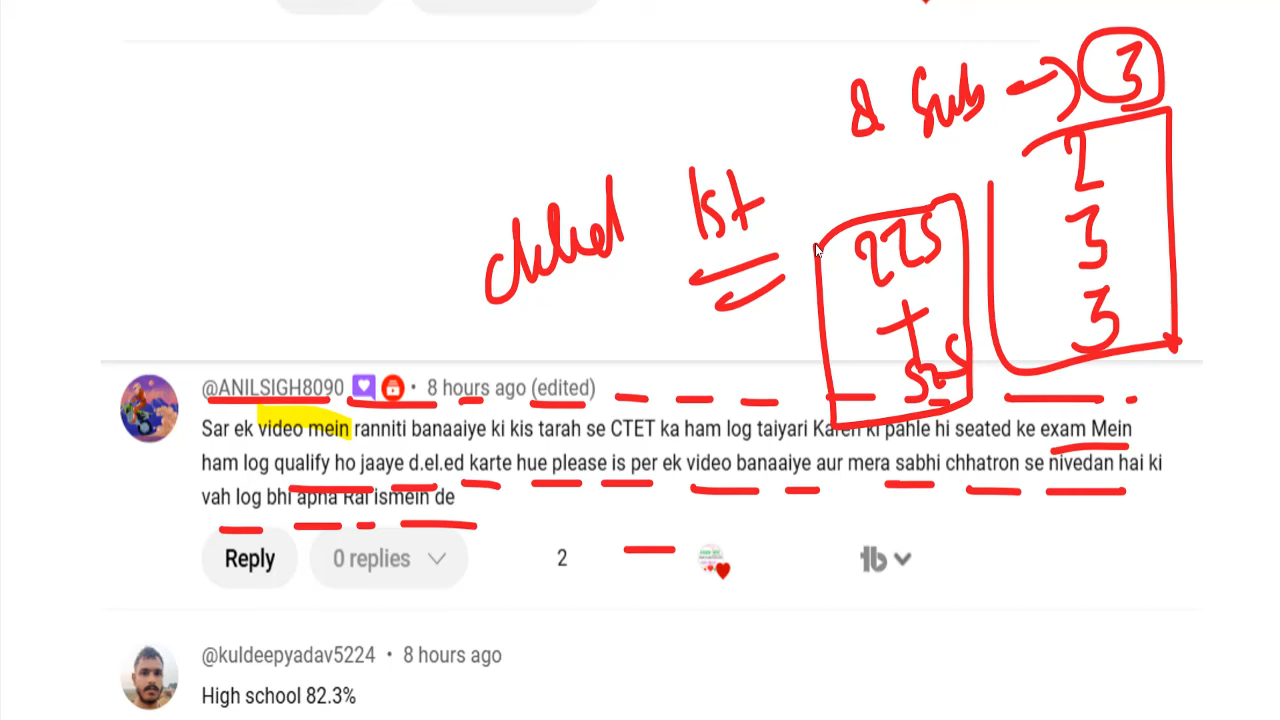 3
& Sub
2
Ist
3
225
+
525
3
@ANILSIGH8090 • 8 hours ago (edited)
Sar ek video mein ranniti banaaiye ki kis tarah se CTET ka ham log taiyari Karen ki pahle hi seated ke exam Mein
ham log qualify ho jaaye d.el.ed karte hue please is per ek video banaaiye aur mera sabhi chhatron se nivedan hai ki
vah log bhi apna Rai ismein de
Reply 0 replies 2
@kuldeepyadav5224 • 8 hours ago
High school 82.3%